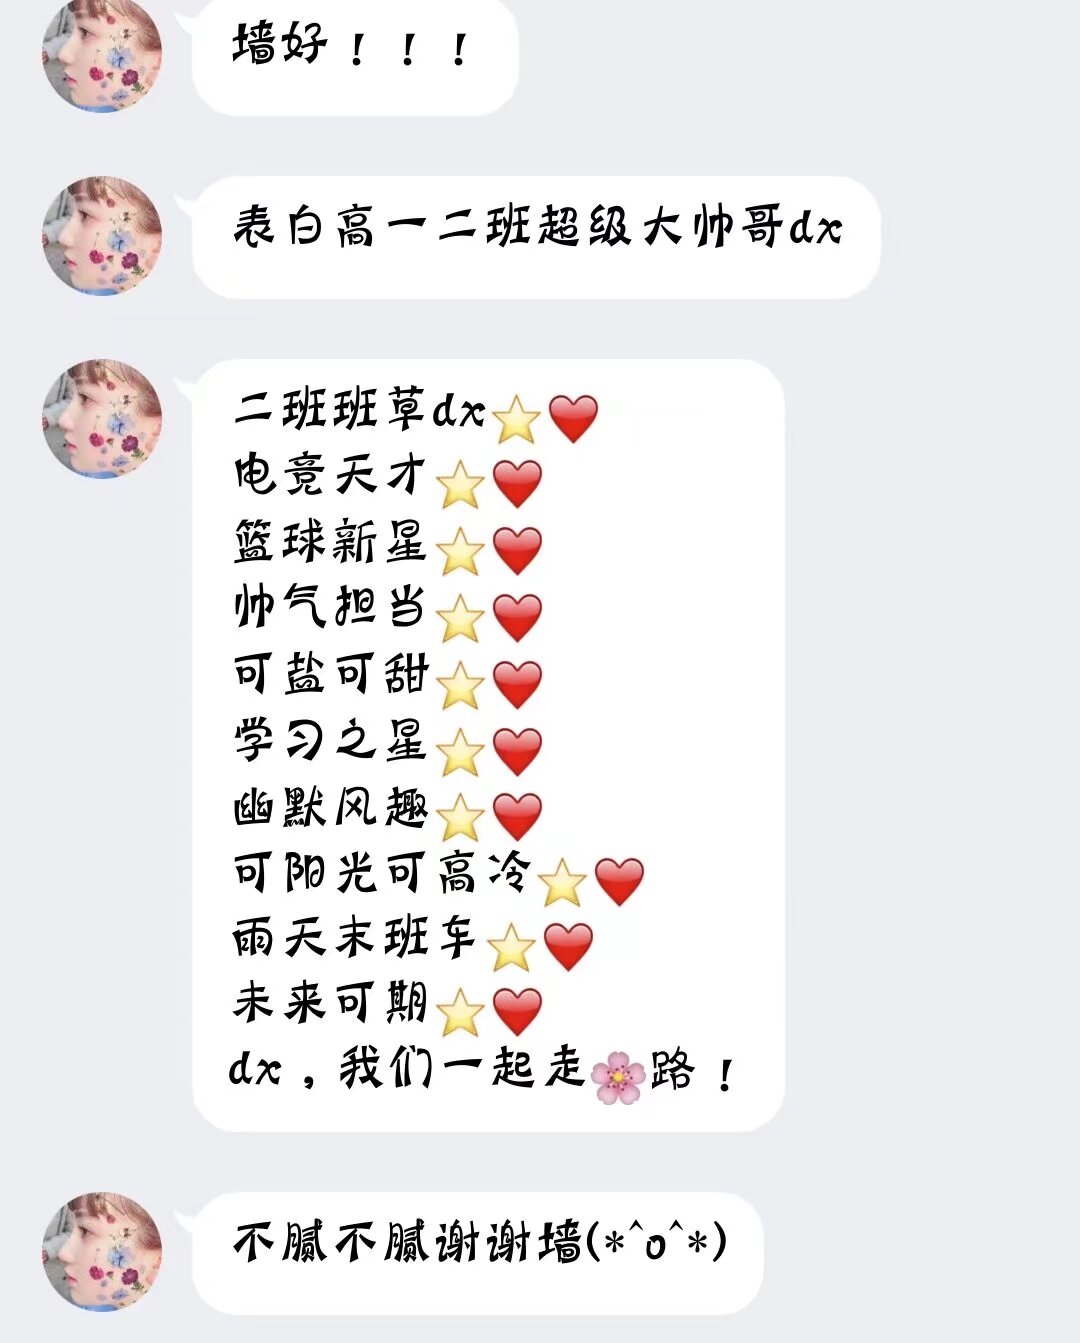 墙好！！！
表白高一二班超级大帅哥dx
二班班草dx⭐❤️
电竞天才⭐❤️
篮球新星⭐❤️
帅气担当⭐❤️
可盐可甜⭐❤️
学习之星⭐❤️
幽默风趣⭐❤️
可阳光可高冷⭐❤️
雨天末班车⭐❤️
未来可期⭐❤️
dx，我们一起走🌸路！
不腻不腻谢谢墙(*^o^*)